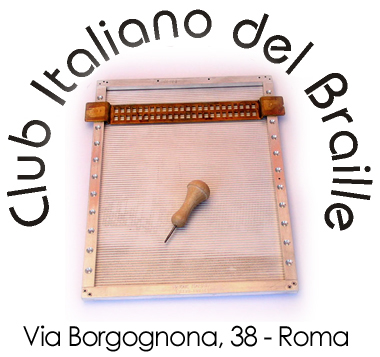 Club Italiano del Braille
Via Borgognona, 38 - Roma